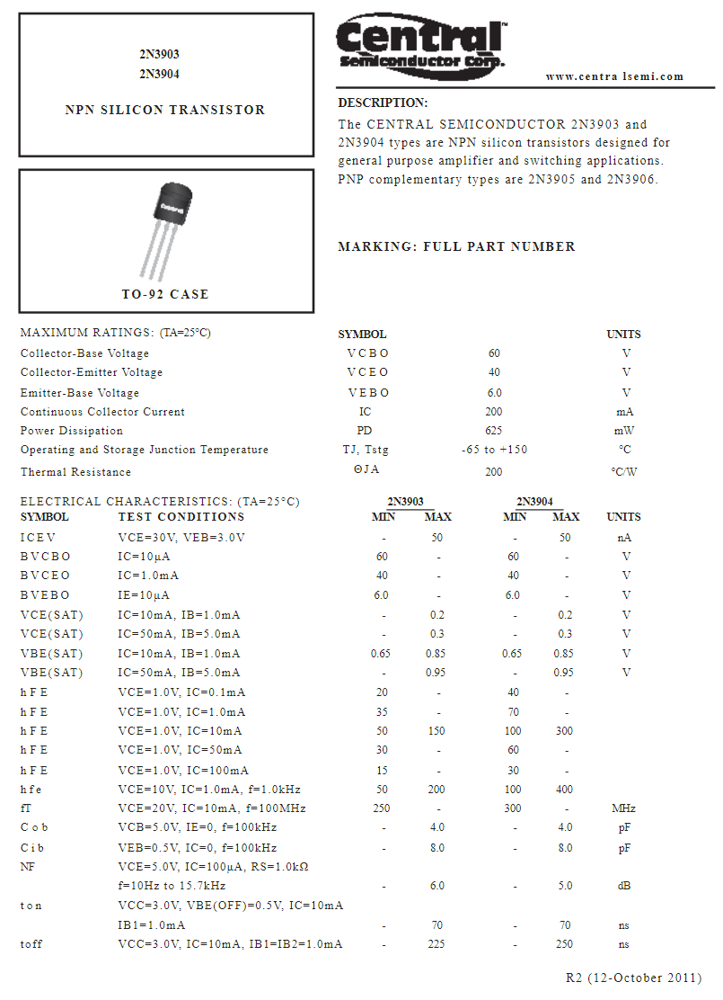 2N3903
2N3904
NPN SILICON TRANSISTOR
Central
TO-92 CASE
Central™
Semiconductor Corp.
www.centra lsemi.com
DESCRIPTION:
The CENTRAL SEMICONDUCTOR 2N3903 and
2N3904 types are NPN silicon transistors designed for
general purpose amplifier and switching applications.
PNP complementary types are 2N3905 and 2N3906.
MARKING: FULL PART NUMBER
MAXIMUM RATINGS: (TA=25°C) SYMBOL UNITS
Collector-Base Voltage VCBO 60 V
Collector-Emitter Voltage VCEO 40 V
Emitter-Base Voltage VEBO 6.0 V
Continuous Collector Current IC 200 mA
Power Dissipation PD 625 mW
Operating and Storage Junction Temperature TJ, Tstg -65 to +150 °C
Thermal Resistance ΘJA 200 °C/W
ELECTRICAL CHARACTERISTICS: (TA=25°C) 2N3903 2N3904
SYMBOL TEST CONDITIONS MIN MAX MIN MAX UNITS
ICEV VCE=30V, VEB=3.0V - 50 - 50 nA
BVCBO IC=10µA 60 - 60 - V
BVCEO IC=1.0mA 40 - 40 - V
BVEBO IE=10µA 6.0 - 6.0 - V
VCE(SAT) IC=10mA, IB=1.0mA - 0.2 - 0.2 V
VCE(SAT) IC=50mA, IB=5.0mA - 0.3 - 0.3 V
VBE(SAT) IC=10mA, IB=1.0mA 0.65 0.85 0.65 0.85 V
VBE(SAT) IC=50mA, IB=5.0mA - 0.95 - 0.95 V
hFE VCE=1.0V, IC=0.1mA 20 - 40 -
hFE VCE=1.0V, IC=1.0mA 35 - 70 -
hFE VCE=1.0V, IC=10mA 50 150 100 300
hFE VCE=1.0V, IC=50mA 30 - 60 -
hFE VCE=1.0V, IC=100mA 15 - 30 -
hfe VCE=10V, IC=1.0mA, f=1.0kHz 50 200 100 400
fT VCE=20V, IC=10mA, f=100MHz 250 - 300 - MHz
Cob VCB=5.0V, IE=0, f=100kHz - 4.0 - 4.0 pF
Cib VEB=0.5V, IC=0, f=100kHz - 8.0 - 8.0 pF
NF VCE=5.0V, IC=100µA, RS=1.0kΩ
f=10Hz to 15.7kHz - 6.0 - 5.0 dB
ton VCC=3.0V, VBE(OFF)=0.5V, IC=10mA
IB1=1.0mA - 70 - 70 ns
toff VCC=3.0V, IC=10mA, IB1=IB2=1.0mA - 225 - 250 ns
R2 (12-October 2011)